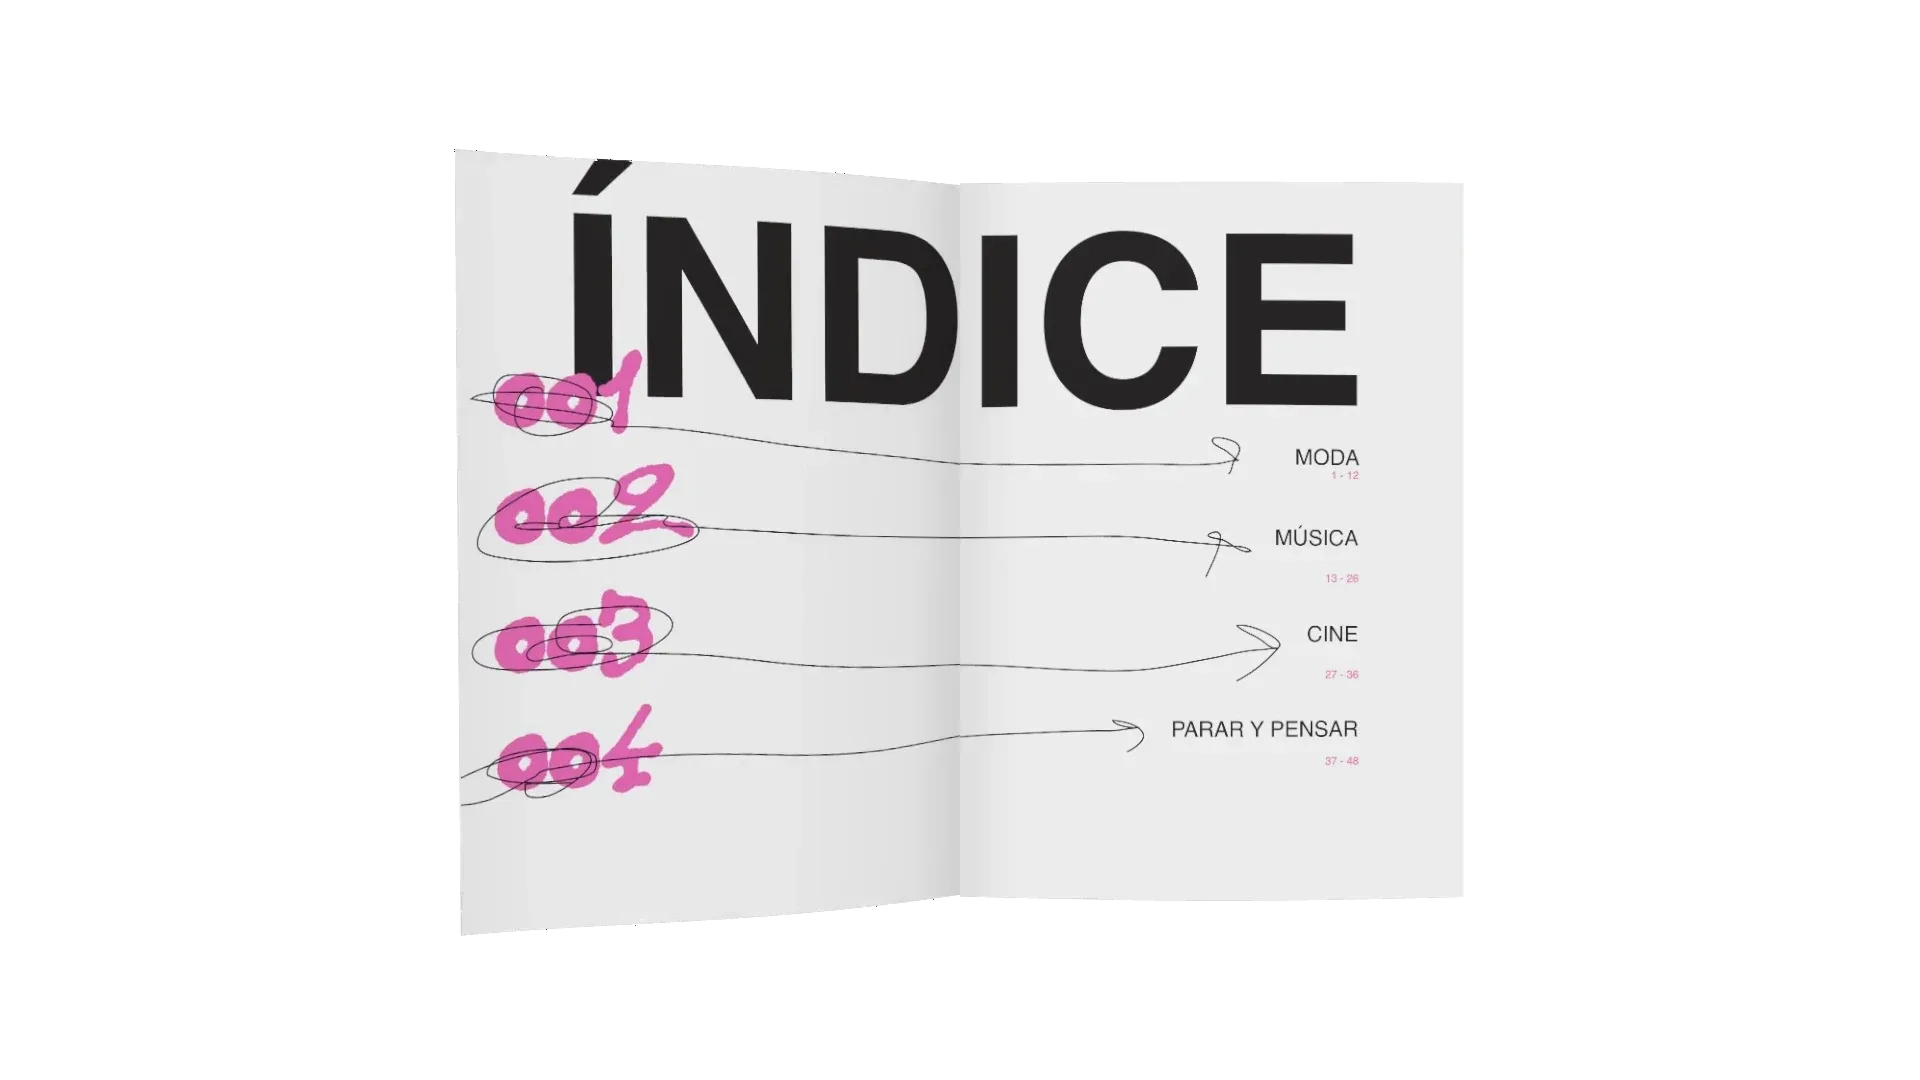 ÍNDICE
001
MODA
1 - 12
002
MÚSICA
13 - 26
003
CINE
27 - 36
004
PARAR Y PENSAR
37 - 48